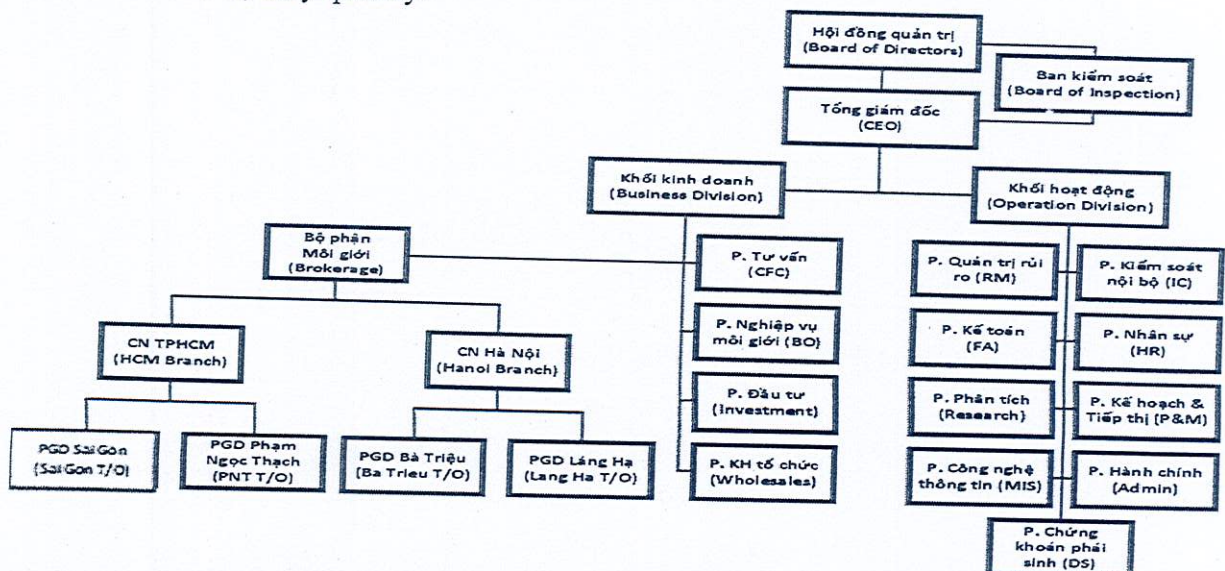 Hội đồng quản trị
(Board of Directors)
Ban kiểm soát
(Board of Inspection)
Tổng giám đốc
(CEO)
Khối kinh doanh
(Business Division)
Khối hoạt động
(Operation Division)
Bộ phận
Môi giới
(Brokerage)
P. Tư vấn
(CFC)
P. Quản trị rủi
ro (RM)
P. Kiểm soát
nội bộ (IC)
CN TPHCM
(HCM Branch)
CN Hà Nội
(Hanoi Branch)
P. Nghiệp vụ
môi giới (BO)
P. Kế toán
(FA)
P. Nhân sự
(HR)
P. Đầu tư
(Investment)
P. Phân tích
(Research)
P. Kế hoạch &
Tiếp thị (P&M)
PGD Sài Gòn
(Sai Gon T/O)
PGD Phạm
Ngọc Thạch
(PNT T/O)
PGD Bà Triệu
(Ba Trieu T/O)
PGD Láng Hạ
(Lang Ha T/O)
P. KH tổ chức
(Wholesales)
P. Công nghệ
thông tin (MIS)
P. Hành chính
(Admin)
P. Chứng
khoán phái
sinh (DS)